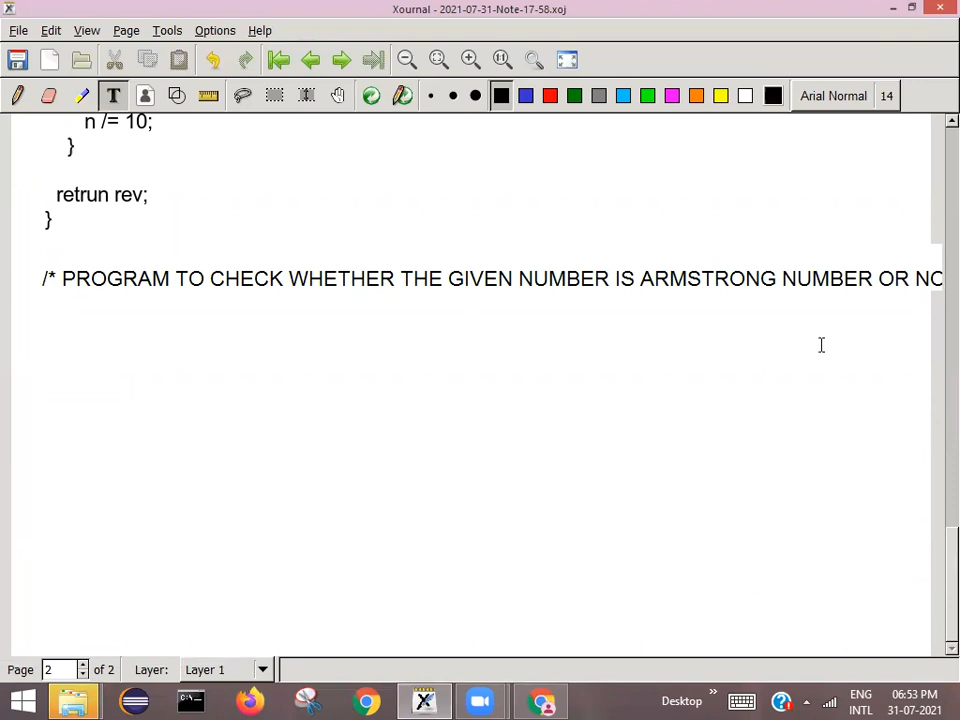 Xournal - 2021-07-31-Note-17-58.xoj
File Edit View Page Tools Options Help
T Arial Normal 14
n /= 10;
}
retrun rev;
}
/* PROGRAM TO CHECK WHETHER THE GIVEN NUMBER IS ARMSTRONG NUMBER OR NO
Page 2 of 2 Layer: Layer 1
Desktop » ENG 06:53 PM
INTL 31-07-2021